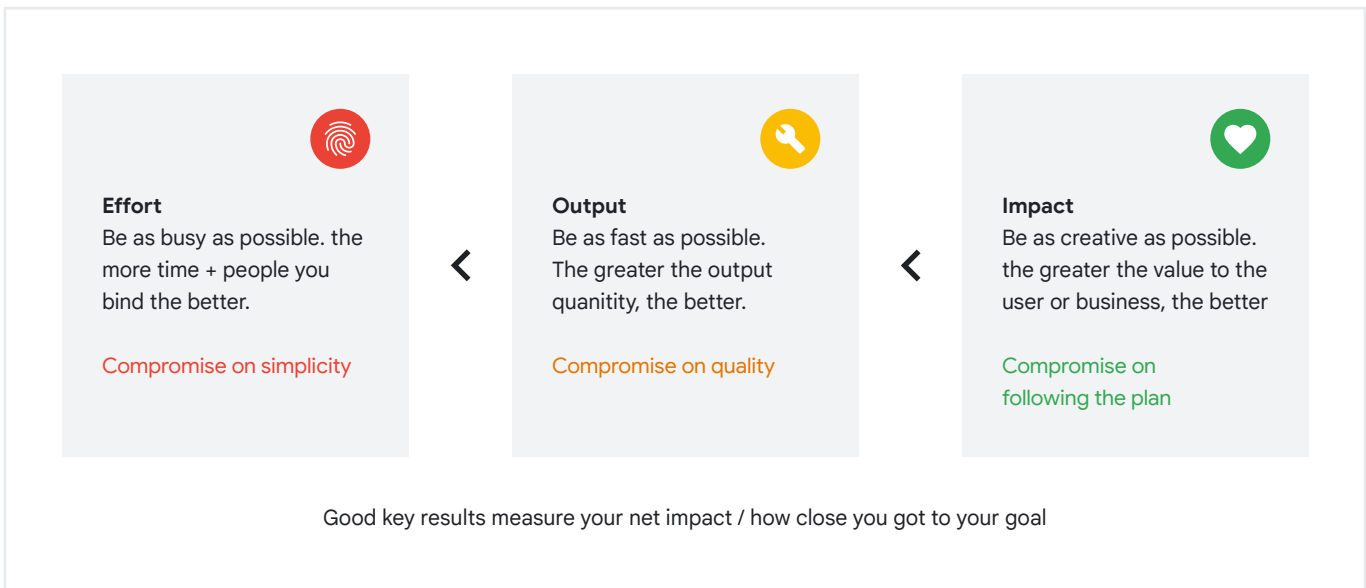 Effort
Be as busy as possible. the
more time + people you
bind the better.
Compromise on simplicity
Output
Be as fast as possible.
The greater the output
quanitity, the better.
Compromise on quality
Impact
Be as creative as possible.
the greater the value to the
user or business, the better
Compromise on
following the plan
Good key results measure your net impact / how close you got to your goal